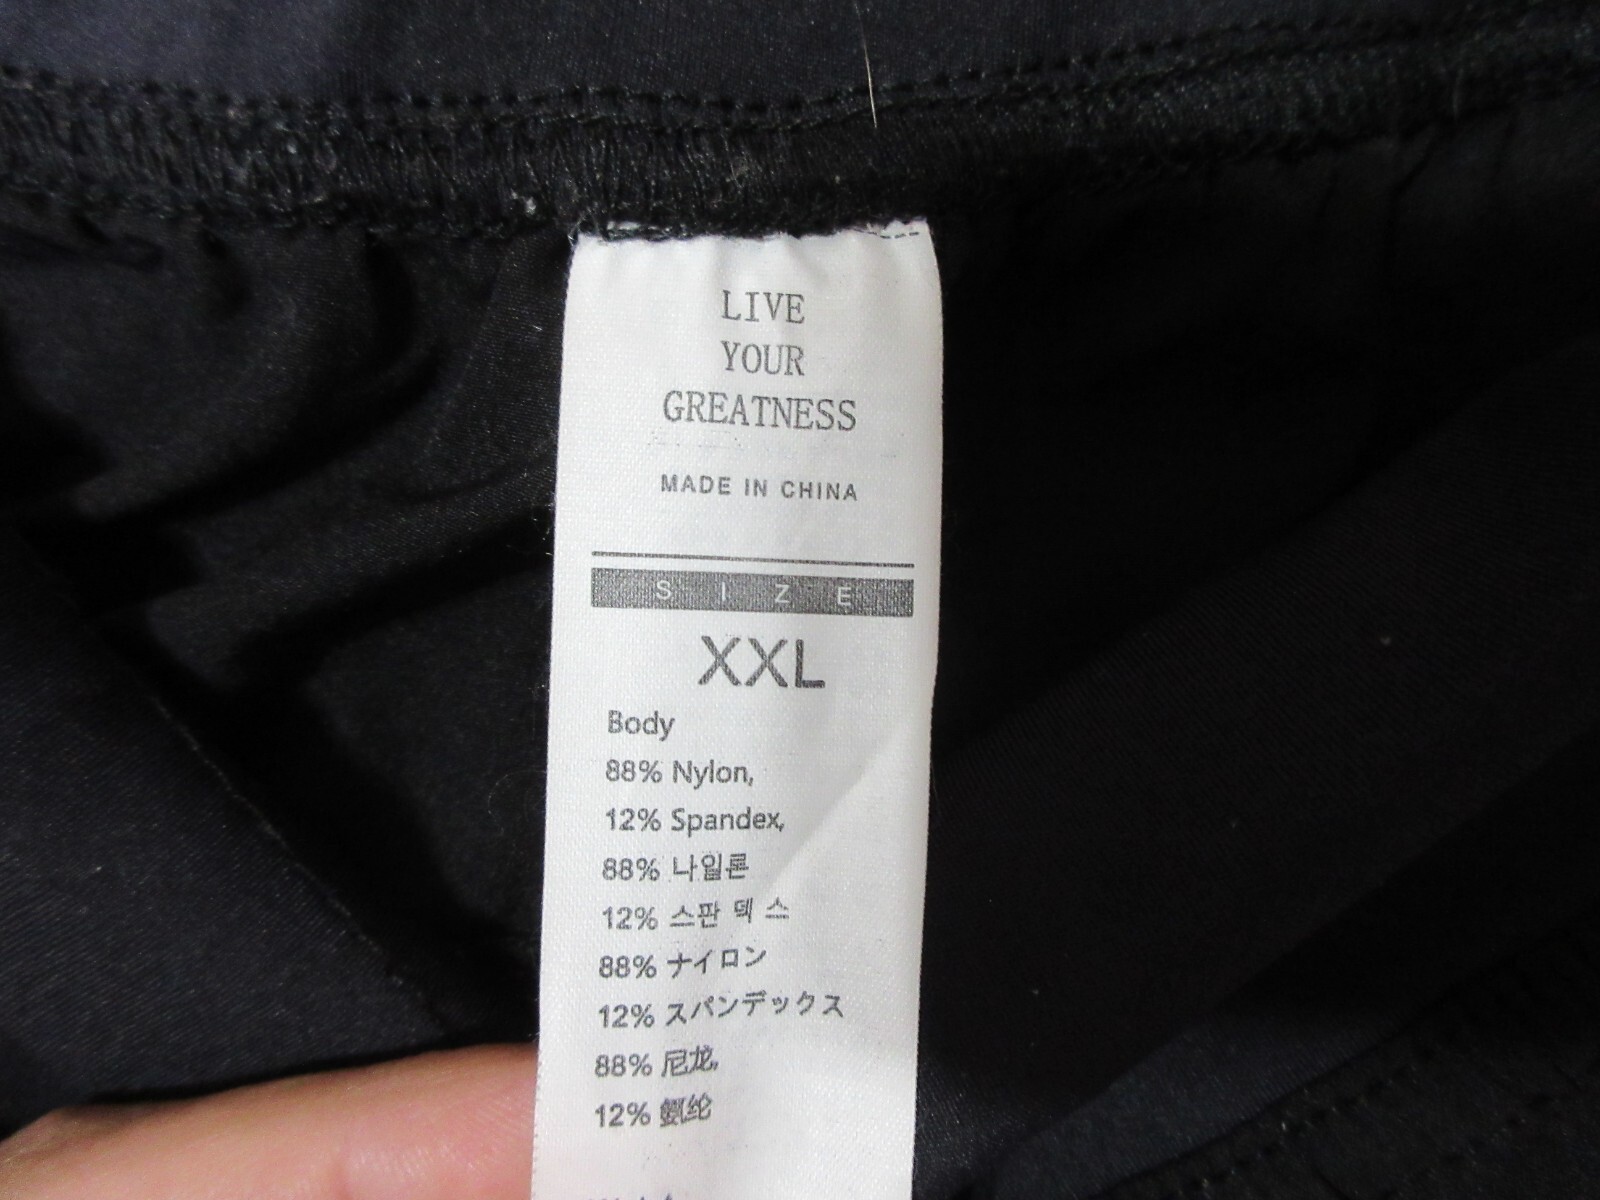 LIVE
YOUR
GREATNESS
MADE IN CHINA
SIZE
XXL
Body
88% Nylon,
12% Spandex,
88% 나일론
12% 스판 덱 스
88% ナイロン
12% スパンデックス
88% 尼龙,
12% 氨纶